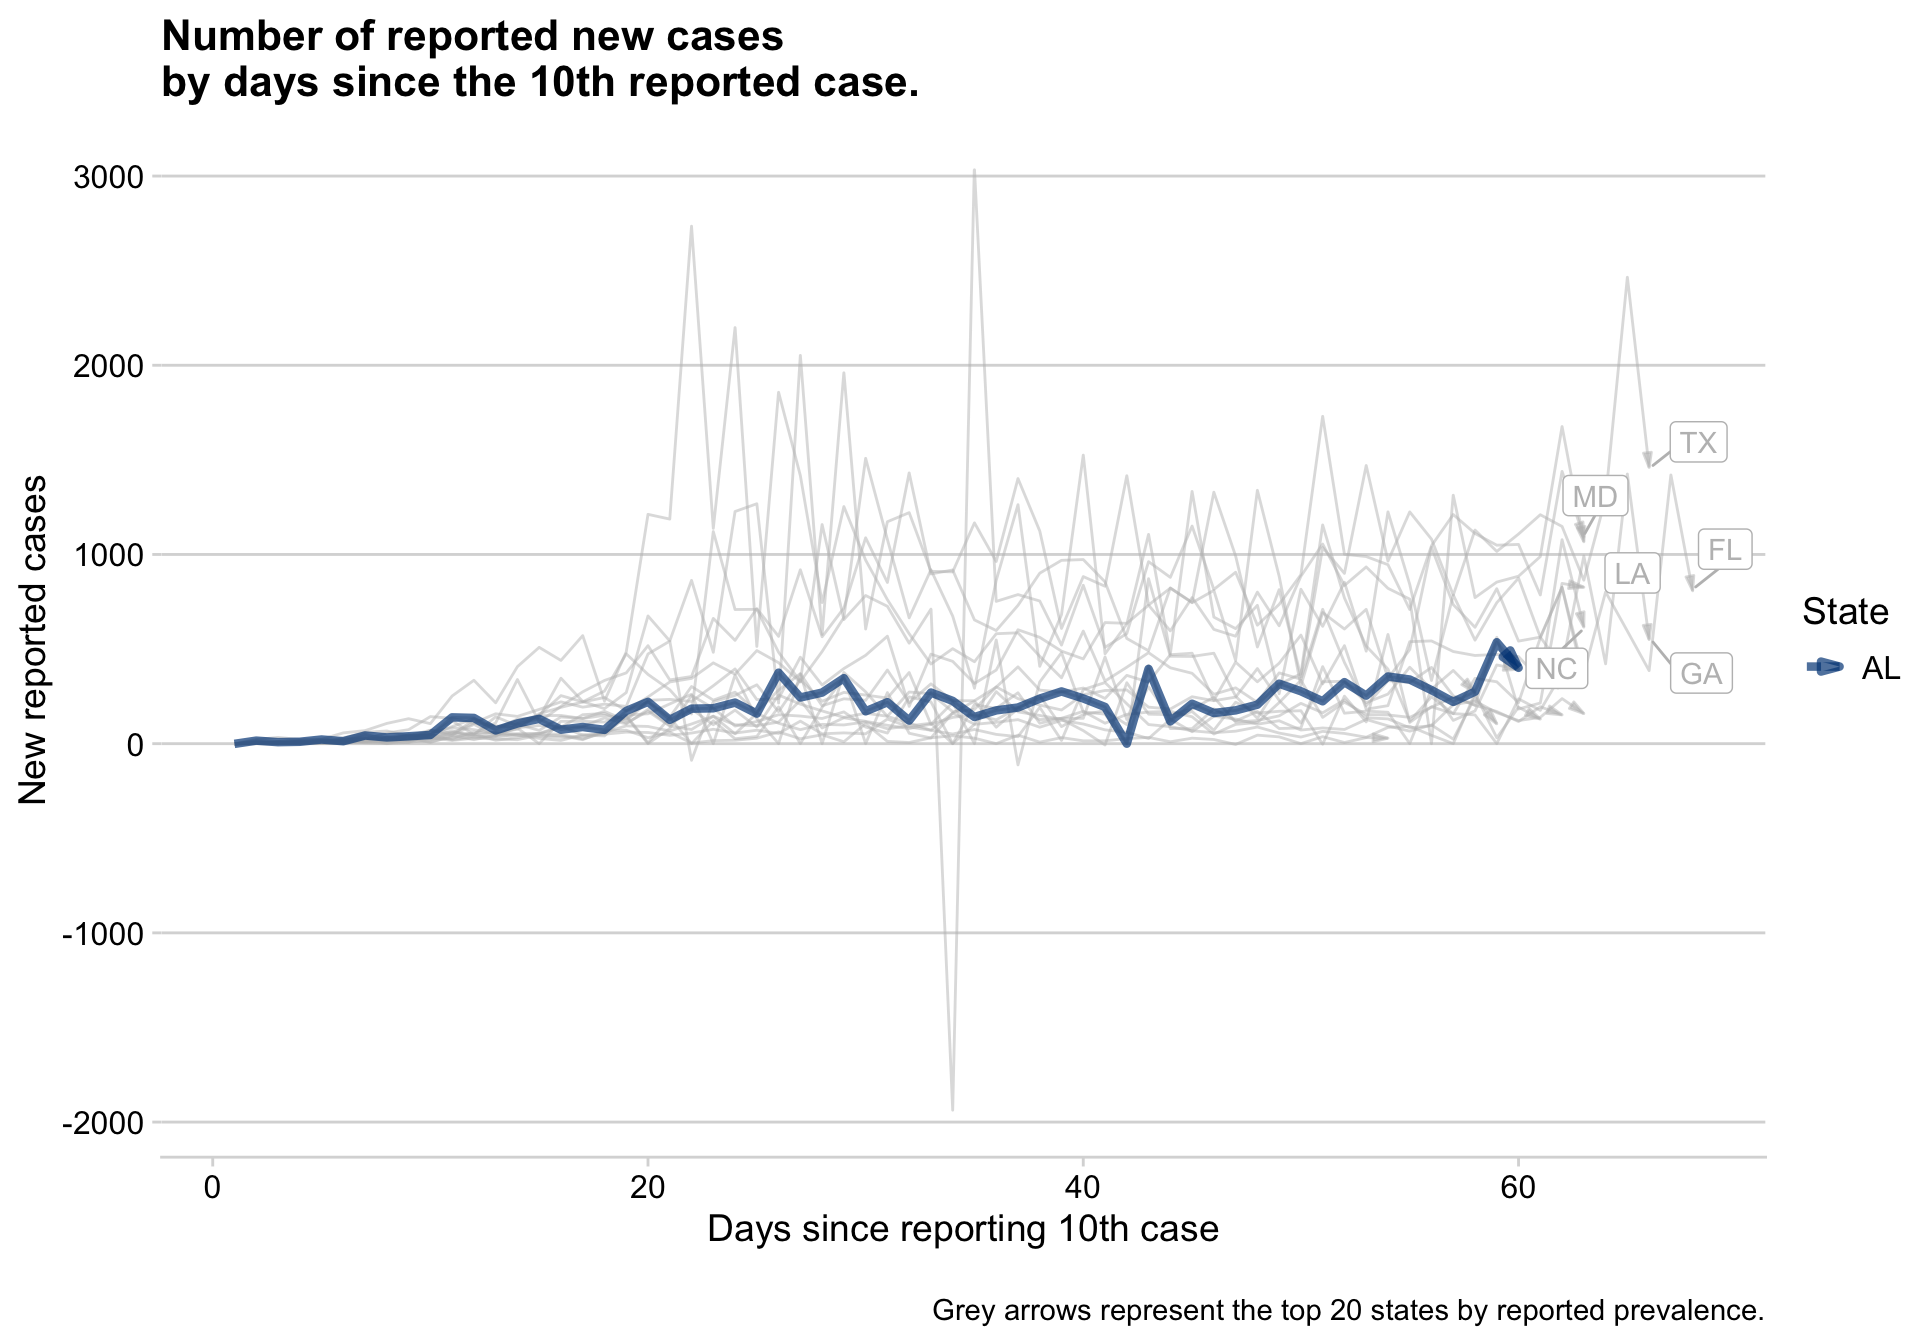 Number of reported new cases
by days since the 10th reported case.
New reported cases
3000
2000
1000
0
-1000
-2000
0
20
40
60
Days since reporting 10th case
TX
MD
FL
LA
NC
GA
State
AL
Grey arrows represent the top 20 states by reported prevalence.